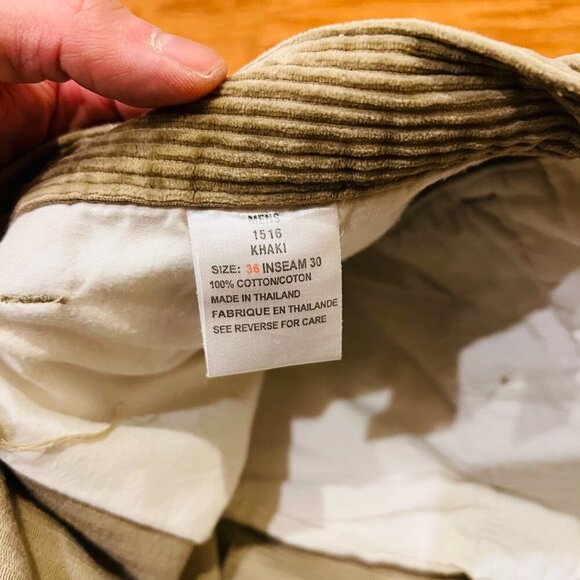 MENS
1516
KHAKI
SIZE: 36 INSEAM 30
100% COTTON/COTON
MADE IN THAILAND
FABRIQUE EN THAILANDE
SEE REVERSE FOR CARE